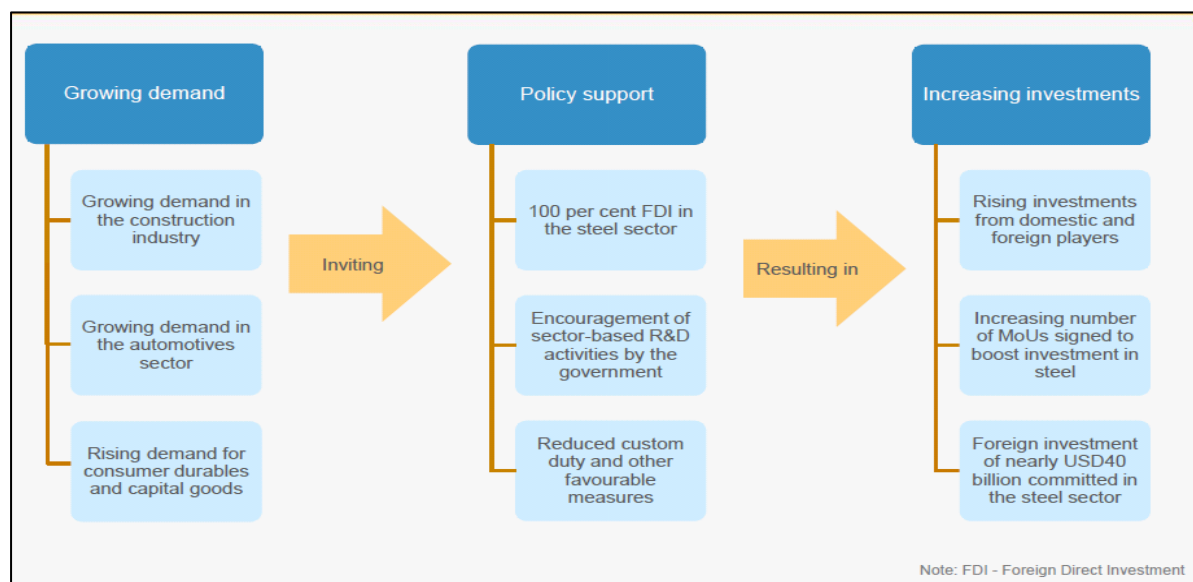 Growing demand
Growing demand in
the construction
industry
Growing demand in
the automotives
sector
Rising demand for
consumer durables
and capital goods
Inviting
Policy support
100 per cent FDI in
the steel sector
Encouragement of
sector-based R&D
activities by the
government
Reduced custom
duty and other
favourable
measures
Resulting in
Increasing investments
Rising investments
from domestic and
foreign players
Increasing number
of MoUs signed to
boost investment in
steel
Foreign investment
of nearly USD40
billion committed in
the steel sector
Note: FDI - Foreign Direct Investment